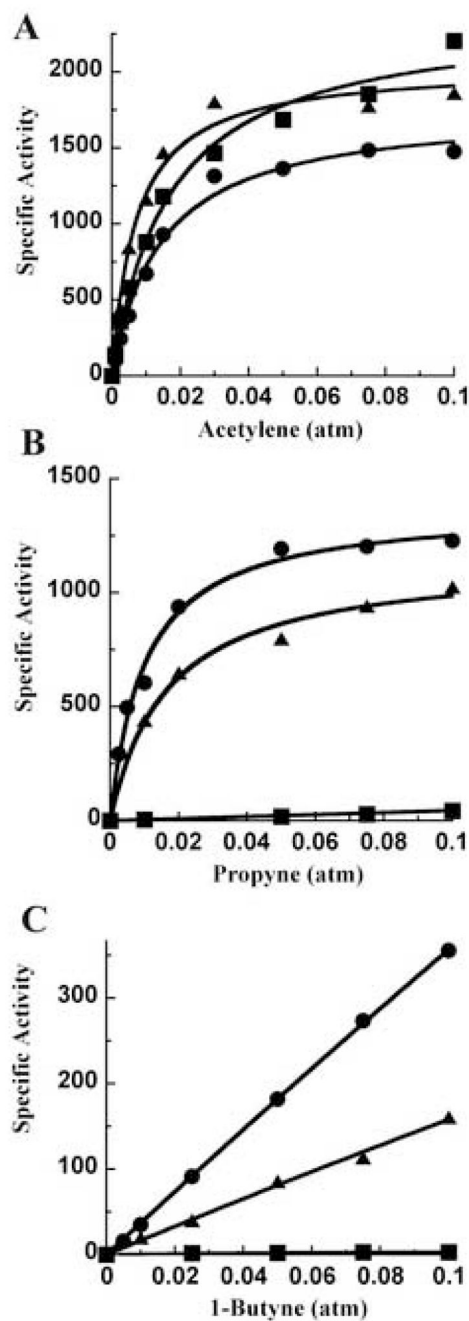 A
2000
1500
1000
500
0
Specific Activity
0 0.02 0.04 0.06 0.08 0.1
Acetylene (atm)
B
1500
1000
500
0
Specific Activity
0 0.02 0.04 0.06 0.08 0.1
Propyne (atm)
C
300
200
100
0
Specific Activity
0 0.02 0.04 0.06 0.08 0.1
1-Butyne (atm)